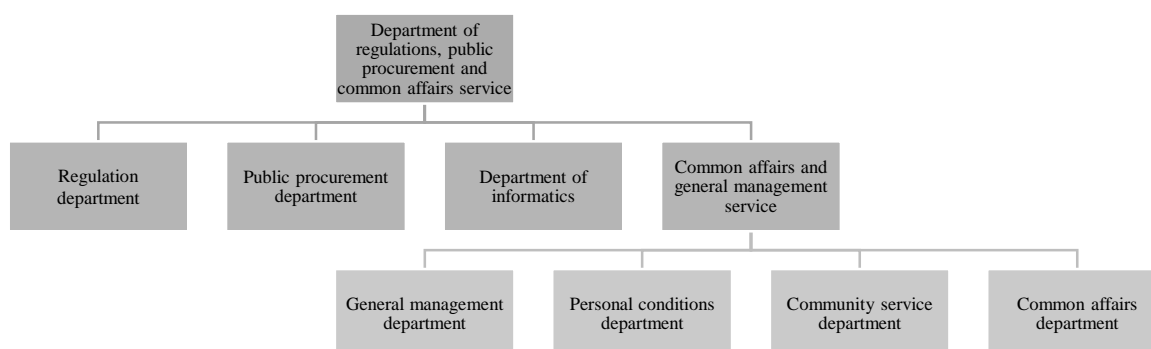 Department of
regulations, public
procurement and
common affairs service
Regulation
department
Public procurement
department
Department of
informatics
Common affairs and
general management
service
General management
department
Personal conditions
department
Community service
department
Common affairs
department